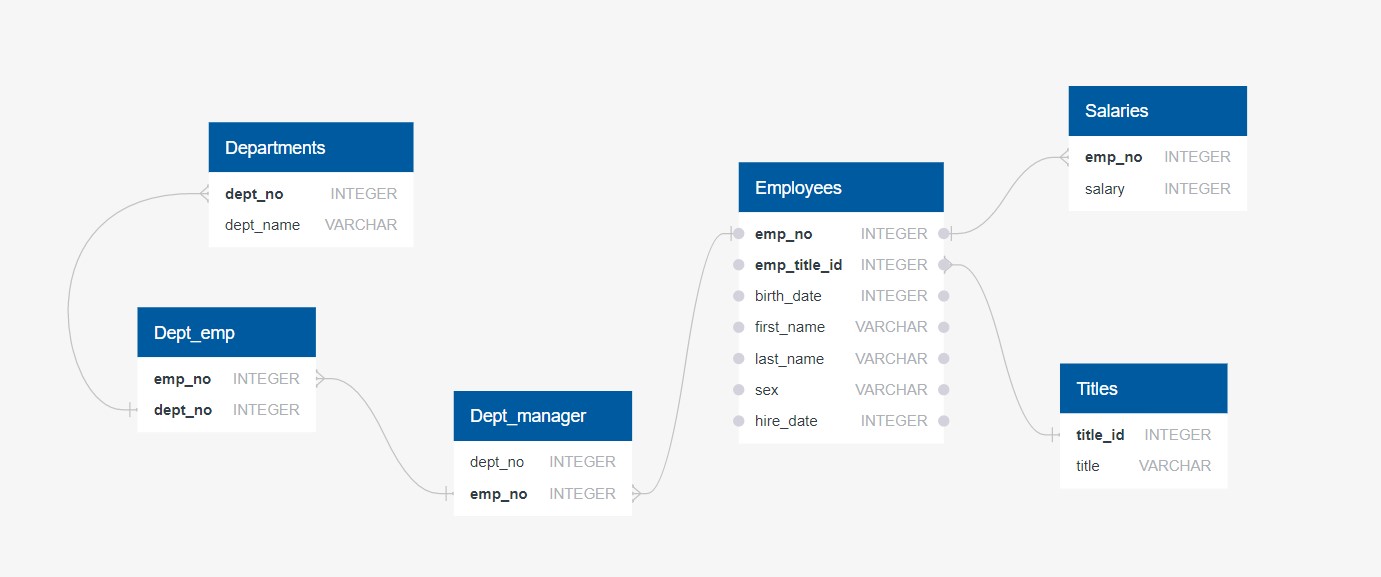 Departments
dept_no INTEGER
dept_name VARCHAR
Dept_emp
emp_no INTEGER
dept_no INTEGER
Dept_manager
dept_no INTEGER
emp_no INTEGER
Employees
emp_no INTEGER
emp_title_id INTEGER
birth_date INTEGER
first_name VARCHAR
last_name VARCHAR
sex VARCHAR
hire_date INTEGER
Salaries
emp_no INTEGER
salary INTEGER
Titles
title_id INTEGER
title VARCHAR